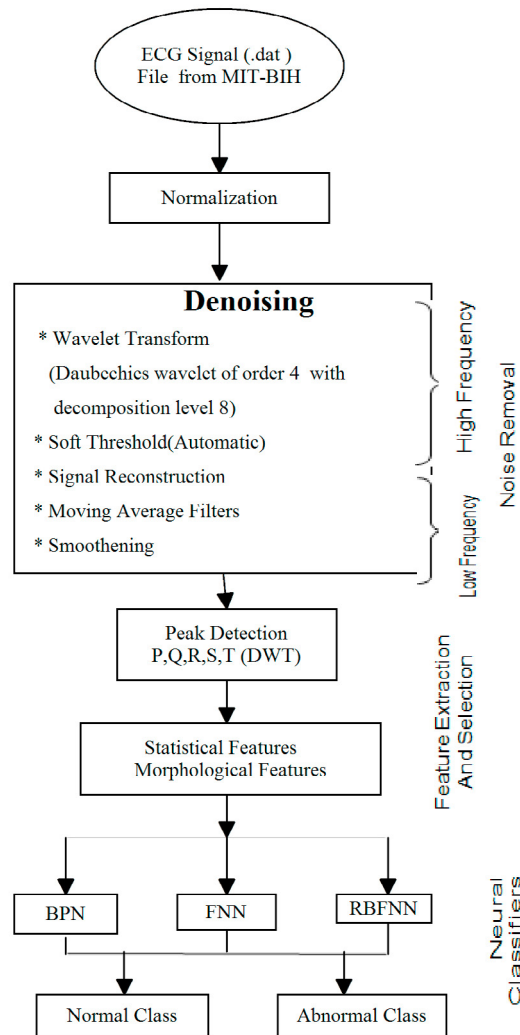 ECG Signal (.dat )
File from MIT-BIH
Normalization
Denoising
* Wavelet Transform
(Daubechies wavelet of order 4 with
decomposition level 8)
* Soft Threshold(Automatic)
* Signal Reconstruction
* Moving Average Filters
* Smoothening
High Frequency
Low Frequency
Noise Removal
Peak Detection
P,Q,R,S,T (DWT)
Statistical Features
Morphological Features
Feature Extraction
And Selection
BPN
FNN
RBFNN
Neural
Classifiers
Normal Class
Abnormal Class